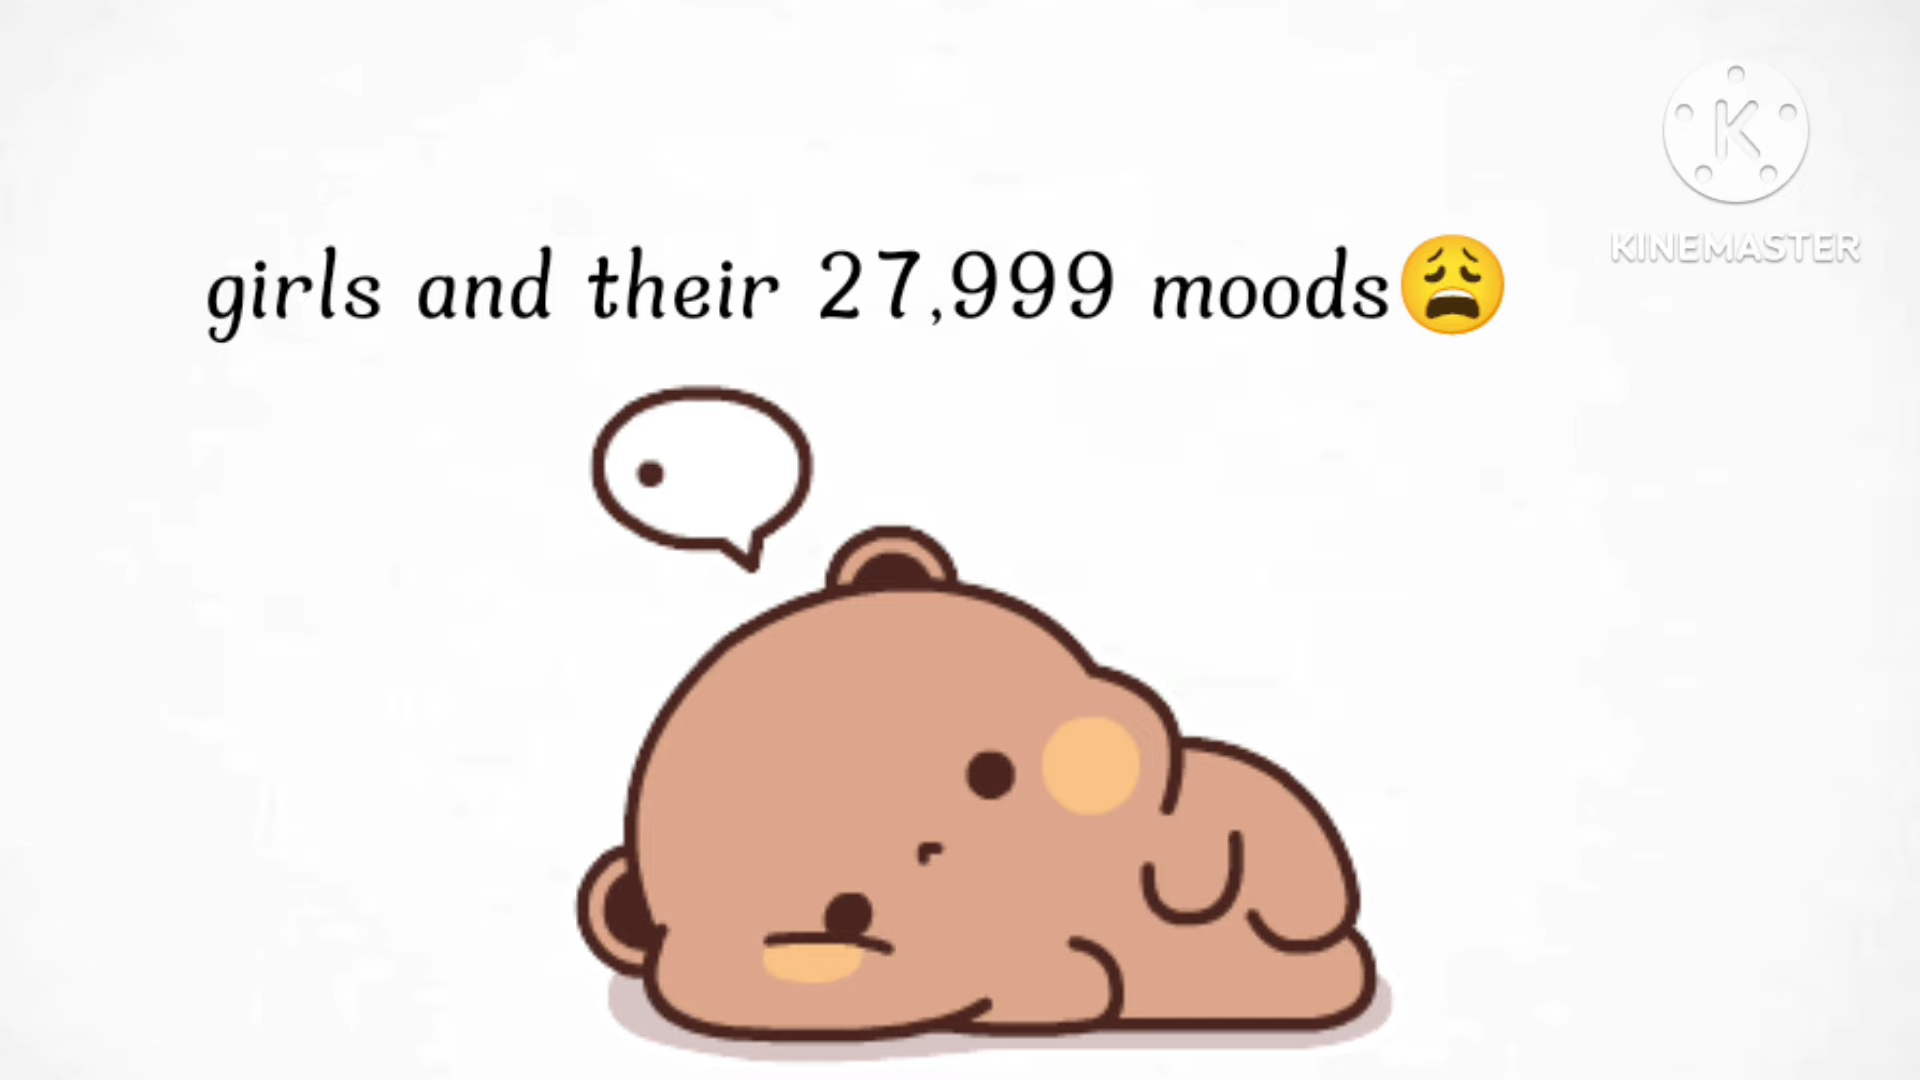 K
KINEMASTER
girls and their 27,999 moods😩